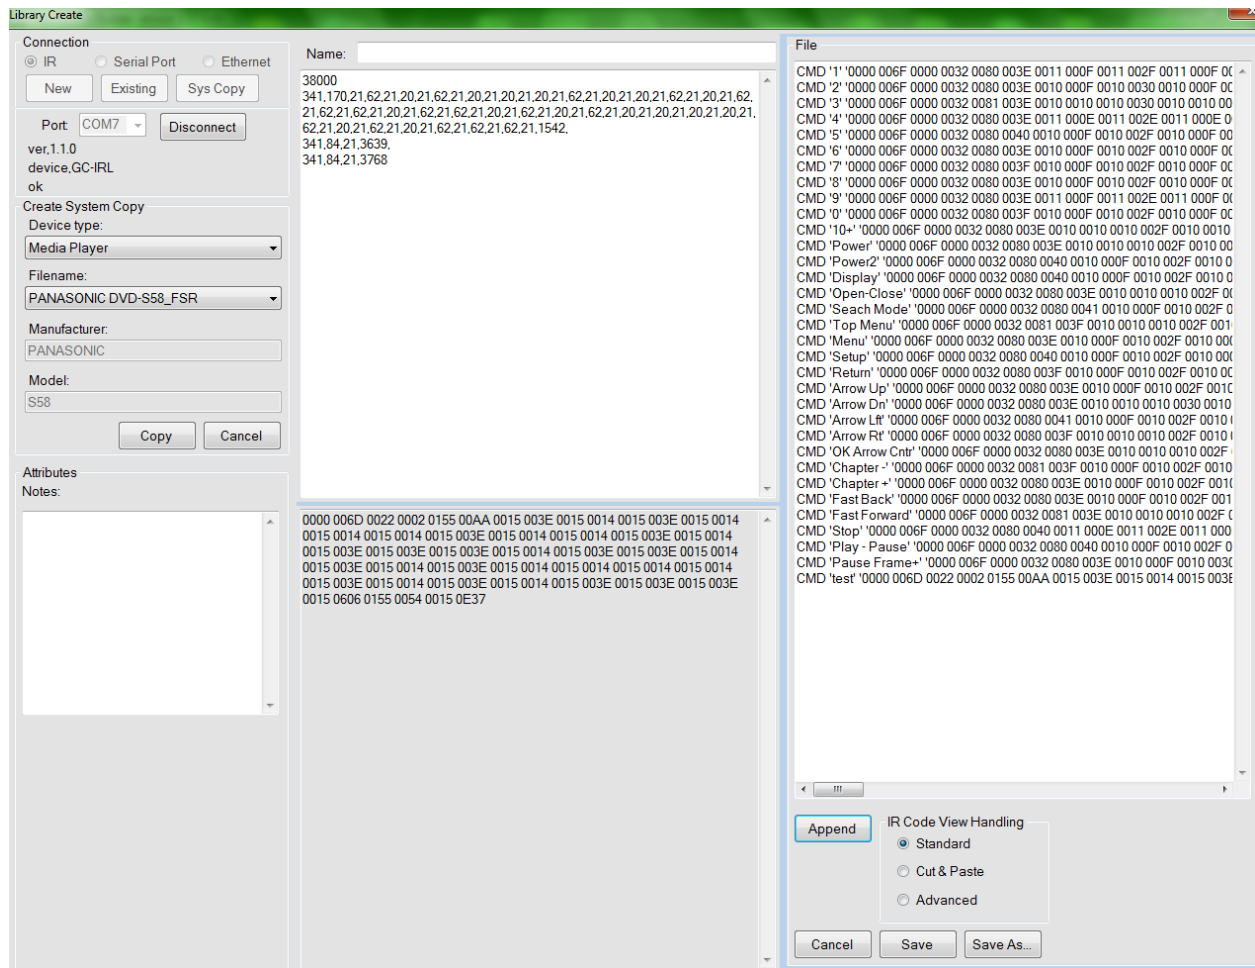 Library Create
Connection
IR Serial Port Ethernet
New Existing Sys Copy
Port COM7 Disconnect
ver,1.1.0
device,GC-IRL
ok
Create System Copy
Device type:
Media Player
Filename:
PANASONIC DVD-S58_FSR
Manufacturer:
PANASONIC
Model:
S58
Copy Cancel
Attributes
Notes:
Name:
38000
341,170,21,62,21,20,21,62,21,20,21,20,21,20,21,62,21,20,21,20,21,62,21,20,21,62,
21,62,21,62,21,20,21,62,21,62,21,20,21,62,21,20,21,62,21,20,21,20,21,20,21,20,21,
62,21,20,21,62,21,20,21,62,21,62,21,62,21,1542,
341,84,21,3639,
341,84,21,3768
0000 006D 0022 0002 0155 00AA 0015 003E 0015 0014 0015 003E 0015 0014
0015 0014 0015 0014 0015 003E 0015 0014 0015 0014 0015 003E 0015 0014
0015 003E 0015 003E 0015 003E 0015 0014 0015 003E 0015 003E 0015 0014
0015 003E 0015 0014 0015 003E 0015 0014 0015 0014 0015 0014 0015 0014
0015 003E 0015 0014 0015 003E 0015 0014 0015 003E 0015 003E 0015 003E
0015 0606 0155 0054 0015 0E37
File
CMD '1' '0000 006F 0000 0032 0080 003E 0011 000F 0011 002F 0011 000F
CMD '2' '0000 006F 0000 0032 0080 003E 0010 000F 0010 0030 0010 000F
CMD '3' '0000 006F 0000 0032 0081 003E 0010 0010 0010 0030 0010 0010
CMD '4' '0000 006F 0000 0032 0080 003E 0011 000E 0011 002E 0011 000E
CMD '5' '0000 006F 0000 0032 0080 0040 0010 000F 0010 002F 0010 000F
CMD '6' '0000 006F 0000 0032 0080 003E 0010 000F 0010 002F 0010 000F
CMD '7' '0000 006F 0000 0032 0080 003F 0010 000F 0010 002F 0010 000F
CMD '8' '0000 006F 0000 0032 0080 003E 0010 000F 0010 002F 0010 000F
CMD '9' '0000 006F 0000 0032 0080 003E 0011 000F 0011 002E 0011 000F
CMD '0' '0000 006F 0000 0032 0080 003F 0010 000F 0010 002F 0010 000F
CMD '10+' '0000 006F 0000 0032 0080 003E 0010 0010 0010 002F 0010 0010
CMD 'Power' '0000 006F 0000 0032 0080 003E 0010 0010 0010 002F 0010
CMD 'Power2' '0000 006F 0000 0032 0080 0040 0010 000F 0010 002F 0010
CMD 'Display' '0000 006F 0000 0032 0080 0040 0010 000F 0010 002F 0010
CMD 'Open-Close' '0000 006F 0000 0032 0080 003E 0010 0010 0010 002F
CMD 'Seach Mode' '0000 006F 0000 0032 0080 0041 0010 000F 0010 002F
CMD 'Top Menu' '0000 006F 0000 0032 0081 003F 0010 0010 0010 002F
CMD 'Menu' '0000 006F 0000 0032 0080 003E 0010 000F 0010 002F 0010
CMD 'Setup' '0000 006F 0000 0032 0080 0040 0010 000F 0010 002F 0010
CMD 'Return' '0000 006F 0000 0032 0080 003F 0010 000F 0010 002F 0010
CMD 'Arrow Up' '0000 006F 0000 0032 0080 003E 0010 000F 0010 002F
CMD 'Arrow Dn' '0000 006F 0000 0032 0080 003E 0010 0010 0010 0030 0010
CMD 'Arrow Lft' '0000 006F 0000 0032 0080 0041 0010 000F 0010 002F 0010
CMD 'Arrow Rt' '0000 006F 0000 0032 0080 003F 0010 0010 0010 002F 0010
CMD 'OK Arrow Cntr' '0000 006F 0000 0032 0080 003E 0010 0010 0010 002F
CMD 'Chapter -' '0000 006F 0000 0032 0081 003F 0010 000F 0010 002F 0010
CMD 'Chapter +' '0000 006F 0000 0032 0080 003E 0010 000F 0010 002F
CMD 'Fast Back' '0000 006F 0000 0032 0080 003E 0010 000F 0010 002F
CMD 'Fast Forward' '0000 006F 0000 0032 0081 003E 0010 0010 0010 002F
CMD 'Stop' '0000 006F 0000 0032 0080 0040 0011 000E 0011 002E 0011
CMD 'Play - Pause' '0000 006F 0000 0032 0080 0040 0010 000F 0010 002F
CMD 'Pause Frame+' '0000 006F 0000 0032 0080 003E 0010 000F 0010
CMD 'test' '0000 006D 0022 0002 0155 00AA 0015 003E 0015 0014 0015
Append
IR Code View Handling
Standard
Cut & Paste
Advanced
Cancel Save Save As...